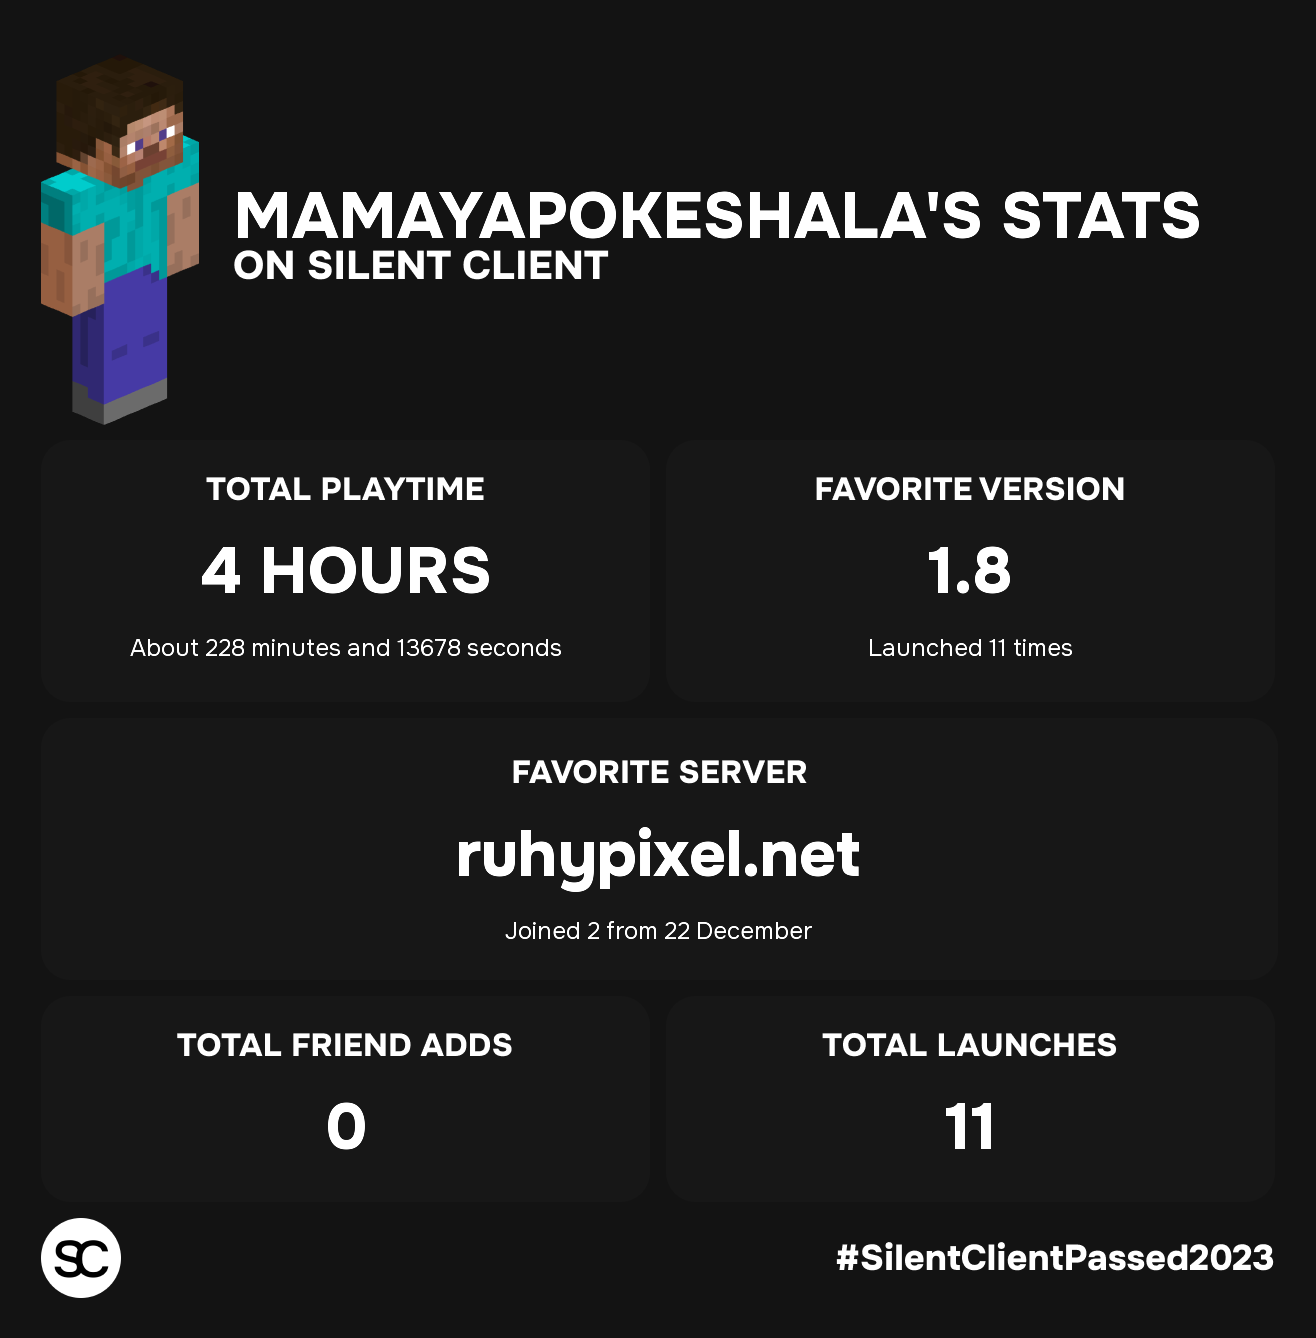 MAMAYAPOKESHALA'S STATS
ON SILENT CLIENT
TOTAL PLAYTIME
4 HOURS
About 228 minutes and 13678 seconds
FAVORITE VERSION
1.8
Launched 11 times
FAVORITE SERVER
ruhypixel.net
Joined 2 from 22 December
TOTAL FRIEND ADDS
0
TOTAL LAUNCHES
11
SC
#SilentClientPassed2023